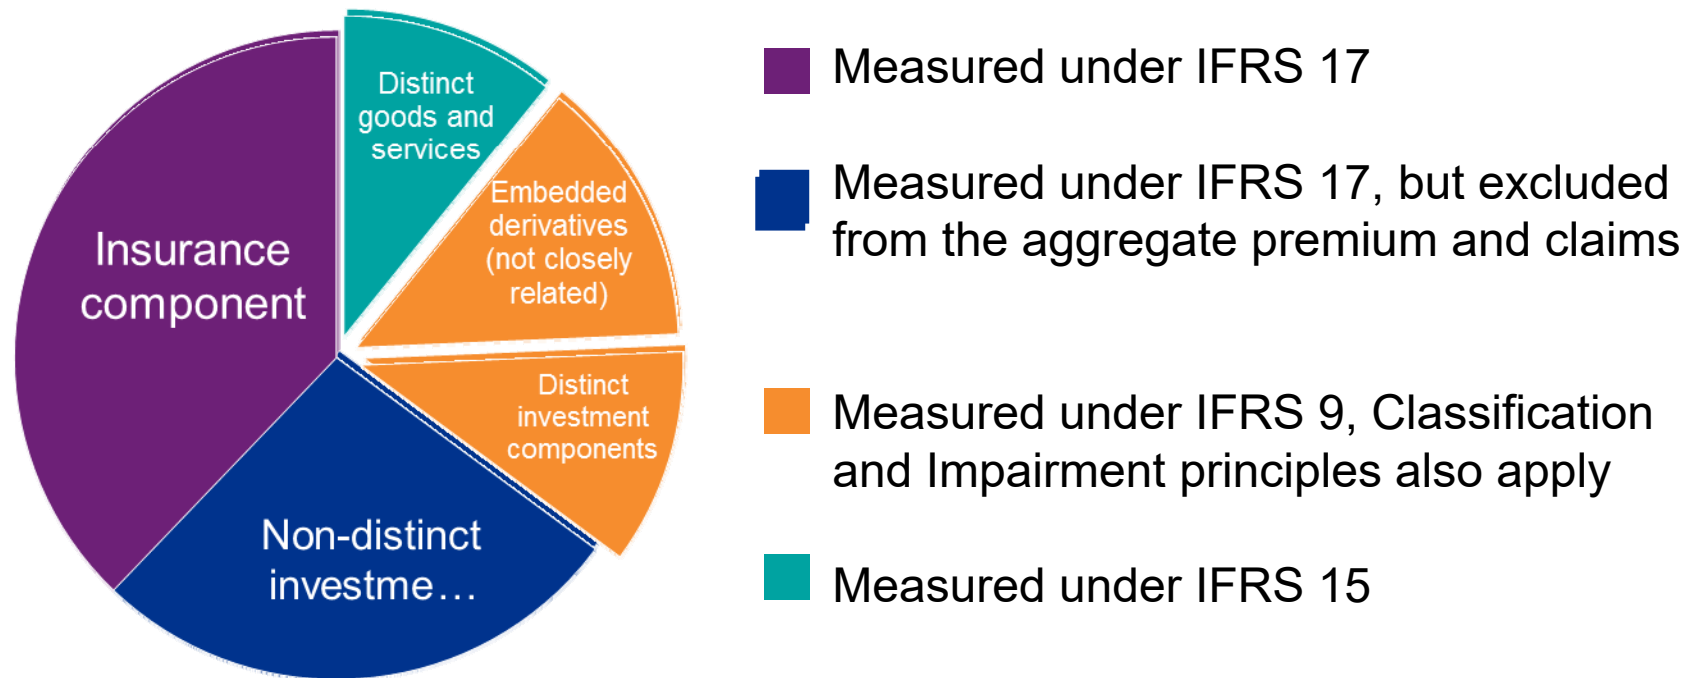 Distinct
goods and
services
Embedded
derivatives
(not closely
related)
Insurance
component
Distinct
investment
components
Non-distinct
investme…
Measured under IFRS 17
Measured under IFRS 17, but excluded
from the aggregate premium and claims
Measured under IFRS 9, Classification
and Impairment principles also apply
Measured under IFRS 15